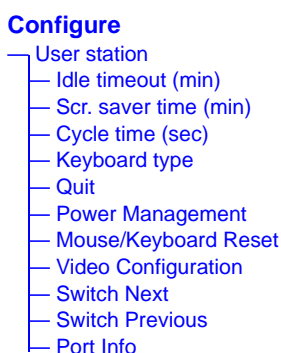 Configure
User station
Idle timeout (min)
Scr. saver time (min)
Cycle time (sec)
Keyboard type
Quit
Power Management
Mouse/Keyboard Reset
Video Configuration
Switch Next
Switch Previous
Port Info